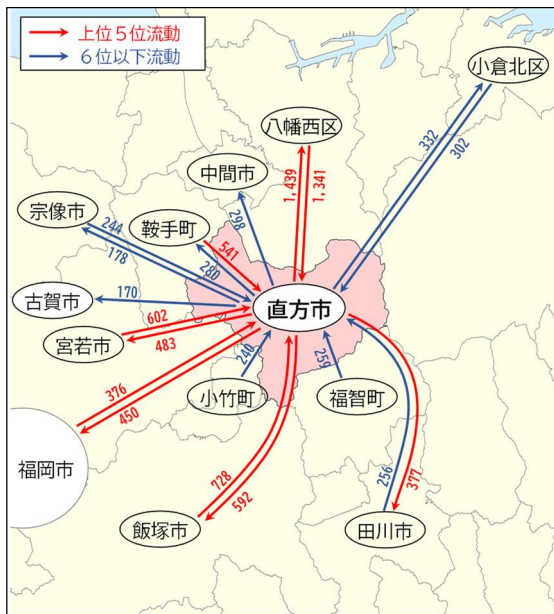 上位５位流動
６位以下流動
小倉北区
八幡西区
332
302
中間市
1,439
1,341
宗像市
244
178
鞍手町
541
280
298
古賀市
170
直方市
宮若市
602
483
376
450
240
小竹町
259
福智町
福岡市
728
592
256
377
飯塚市
田川市